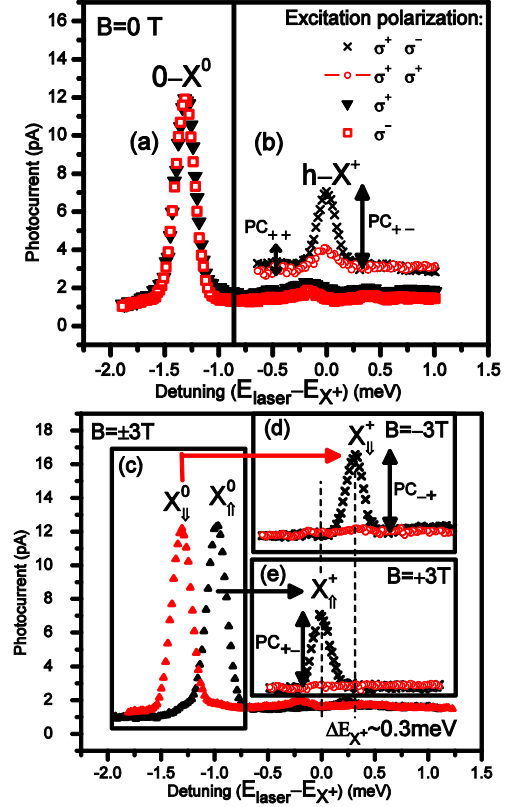 B=0 T
Excitation polarization:
σ+ σ−
σ+ σ+
σ+
σ−
0–X0
(a)
(b)
h–X+
PC++
PC+−
Photocurrent (pA)
16
14
12
10
8
6
4
2
0
-2.0 -1.5 -1.0 -0.5 0.0 0.5 1.0 1.5
Detuning (Elaser–EX+) (meV)
B=±3T
(c)
X0⇓
X0⇑
(d)
X+⇓
B=–3T
PC−+
(e)
X+⇑
B=+3T
PC+−
ΔEX+~0.3meV
Photocurrent (pA)
18
16
14
12
10
8
6
4
2
0
-2.0 -1.5 -1.0 -0.5 0.0 0.5 1.0 1.5
Detuning (Elaser–EX+) (meV)